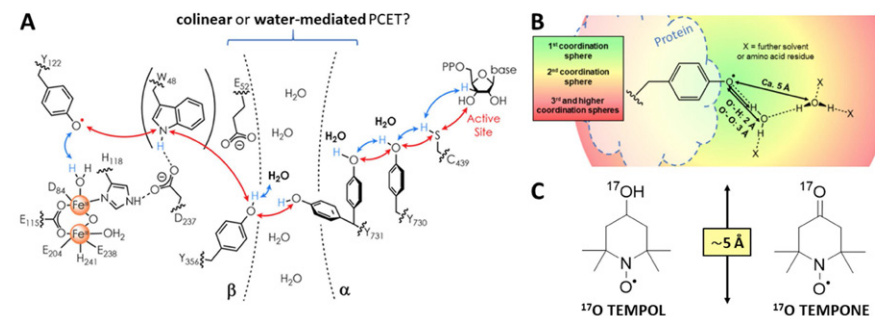 A
colinear or water-mediated PCET?
Y122
W48
E52
H2O
PPO
base
Active
Site
H118
D84
E115
Fe
Fe
OH2
E204
H241
E238
D237
Y356
β
α
H2O
H2O
H2O
H2O
H2O
H2O
H2O
Y731
Y730
C439
B
1st coordination
sphere
2nd coordination
sphere
3rd and higher
coordination spheres
Protein
X = further solvent
or amino acid residue
Ca. 5 Å
O•-H: 2 Å
O•-O: 3 Å
C
17OH
17O
~5 Å
17O TEMPOL
17O TEMPONE